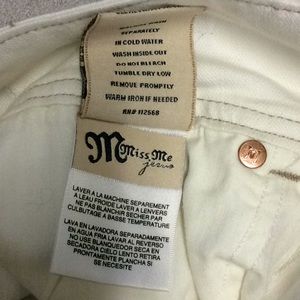 SEPARATELY
IN COLD WATER
WASH INSIDE OUT
DO NOT BLEACH
TUMBLE DRY LOW
REMOVE PROMPTLY
WARM IRON IF NEEDED
RN# 112668
M Miss Me
jeans
LAVER A LA MACHINE SEPAREMENT
A L'EAU FROIDE LAVER A L'ENVERS
NE PAS BLANCHIR SECHER PAR
CULBUTAGE A BASSE TEMPERATURE
LAVA EN LAVADORA SEPARADAMENTE
EN AGUA FRIA LAVAR AL REVERSO
NO USE BLANQUEADOR SECA EN
SECADORA CIELO LENTO RETIRA
PRONTAMENTE PLANCHA SI
SE NECESITE